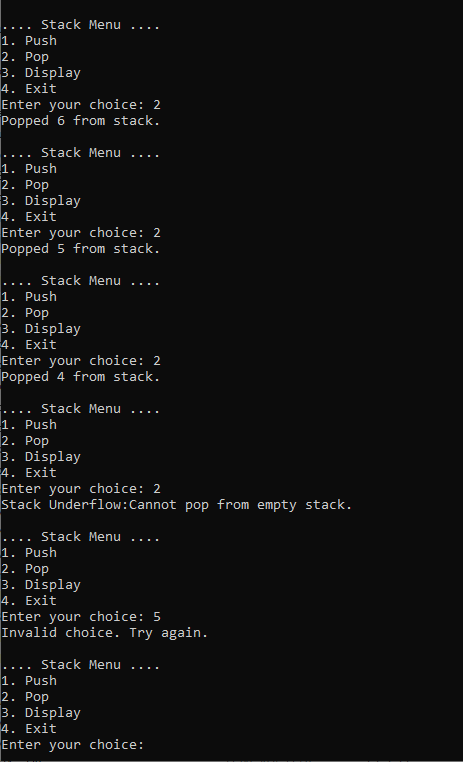 .... Stack Menu ....
1. Push
2. Pop
3. Display
4. Exit
Enter your choice: 2
Popped 6 from stack.
.... Stack Menu ....
1. Push
2. Pop
3. Display
4. Exit
Enter your choice: 2
Popped 5 from stack.
.... Stack Menu ....
1. Push
2. Pop
3. Display
4. Exit
Enter your choice: 2
Popped 4 from stack.
.... Stack Menu ....
1. Push
2. Pop
3. Display
4. Exit
Enter your choice: 2
Stack Underflow:Cannot pop from empty stack.
.... Stack Menu ....
1. Push
2. Pop
3. Display
4. Exit
Enter your choice: 5
Invalid choice. Try again.
.... Stack Menu ....
1. Push
2. Pop
3. Display
4. Exit
Enter your choice: